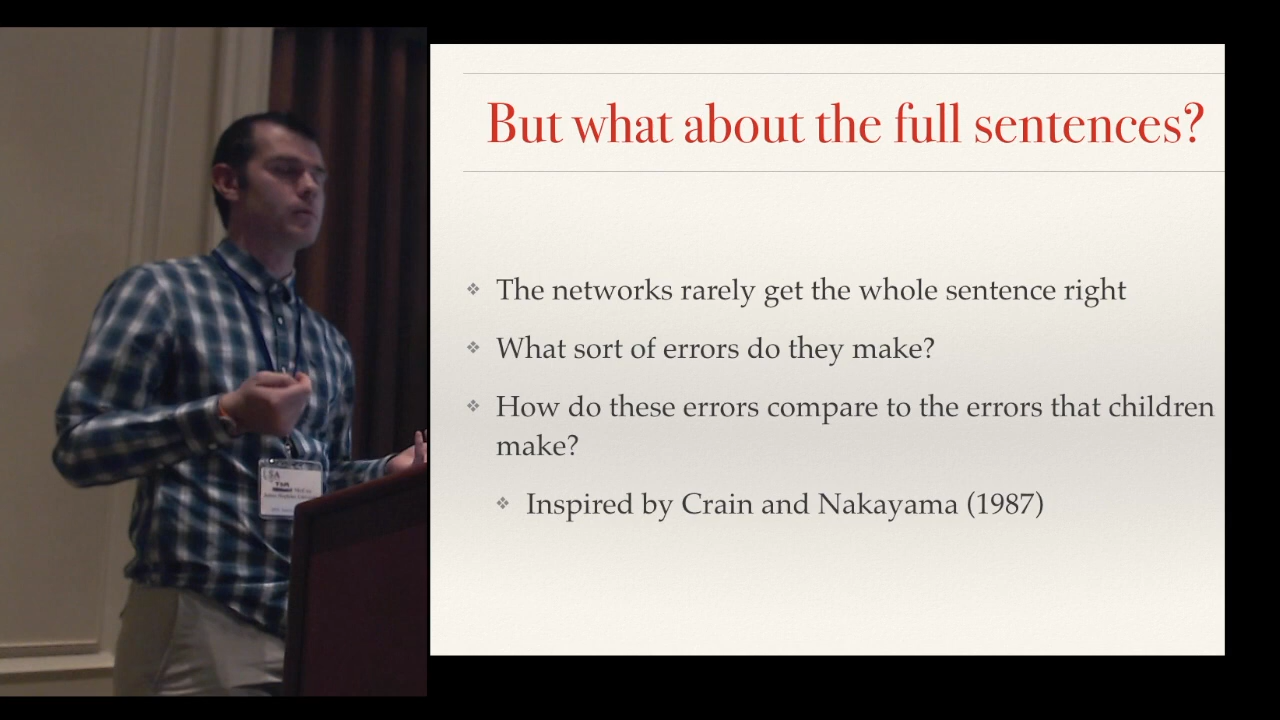 But what about the full sentences?
The networks rarely get the whole sentence right
What sort of errors do they make?
How do these errors compare to the errors that children
make?
Inspired by Crain and Nakayama (1987)
LSA
TOM